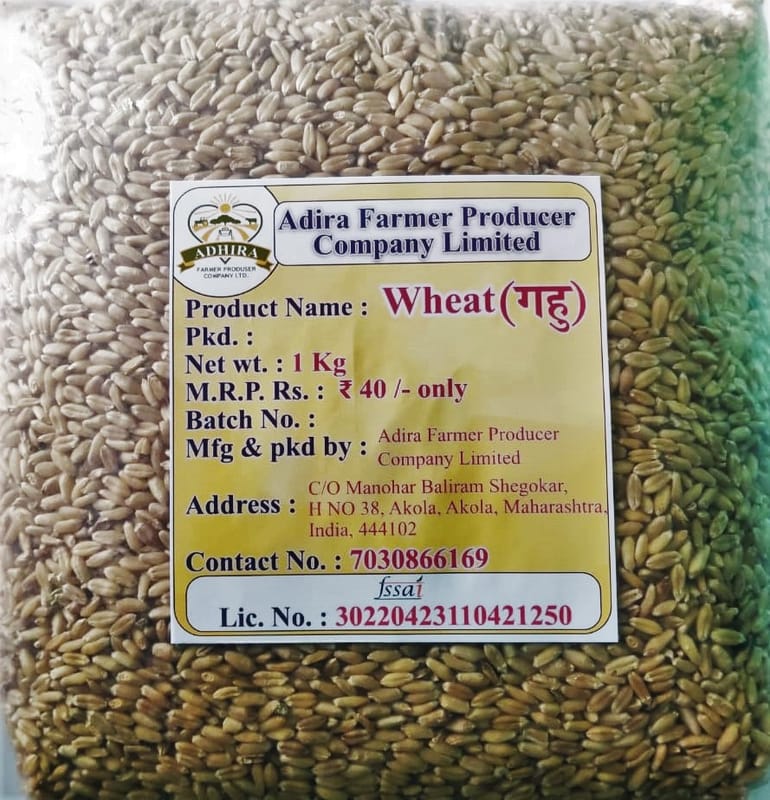 ADHIRA
FARMER PRODUSER
COMPANY LTD.
Adira Farmer Producer
Company Limited
Product Name : Wheat(गहु)
Pkd. :
Net wt. : 1 Kg
M.R.P. Rs. : ₹ 40 /- only
Batch No. :
Mfg & pkd by : Adira Farmer Producer
Company Limited
Address : C/O Manohar Baliram Shegokar,
H NO 38, Akola, Akola, Maharashtra,
India, 444102
Contact No. : 7030866169
fssai
Lic. No. : 30220423110421250